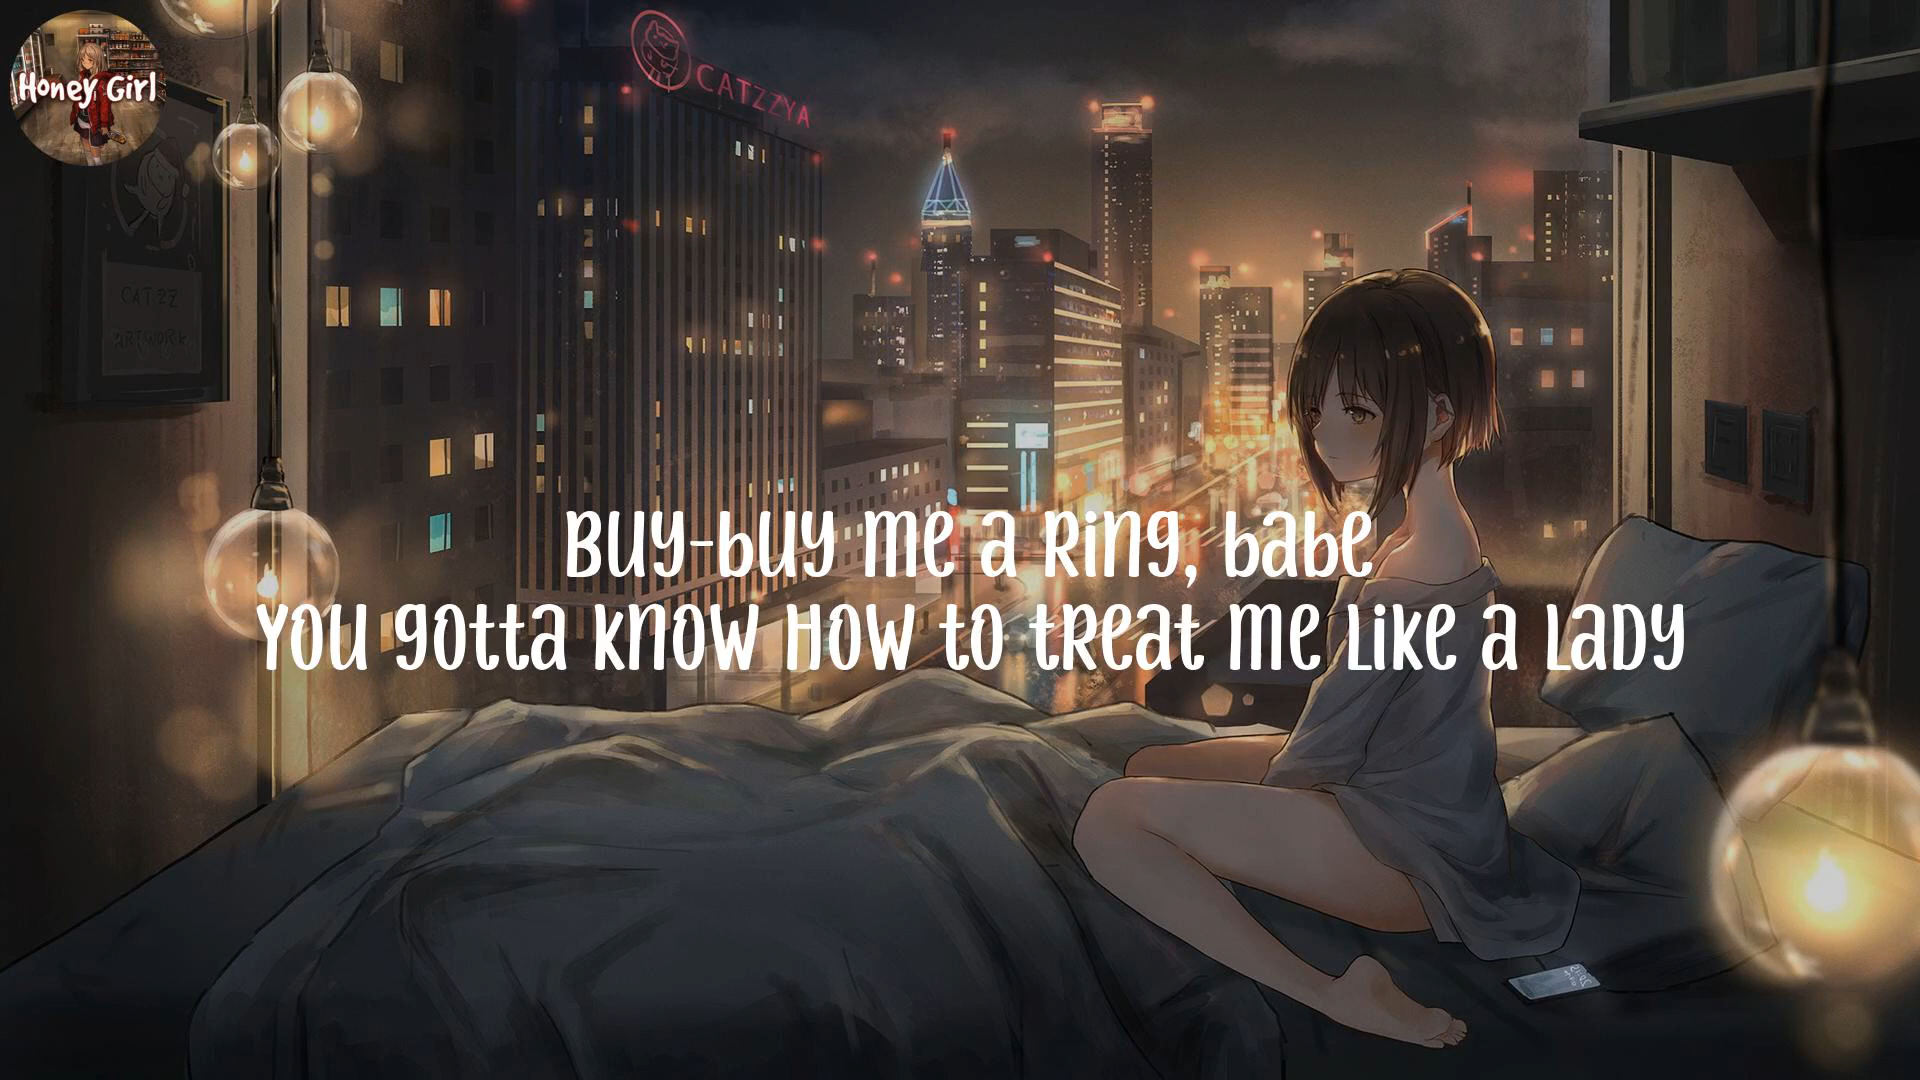 Honey Girl
CATZZYA
CATZZ
ARTWORK
BUY-bUY Me a Ring, babe
YOU gotta know How to tReat Me Like a LaDY